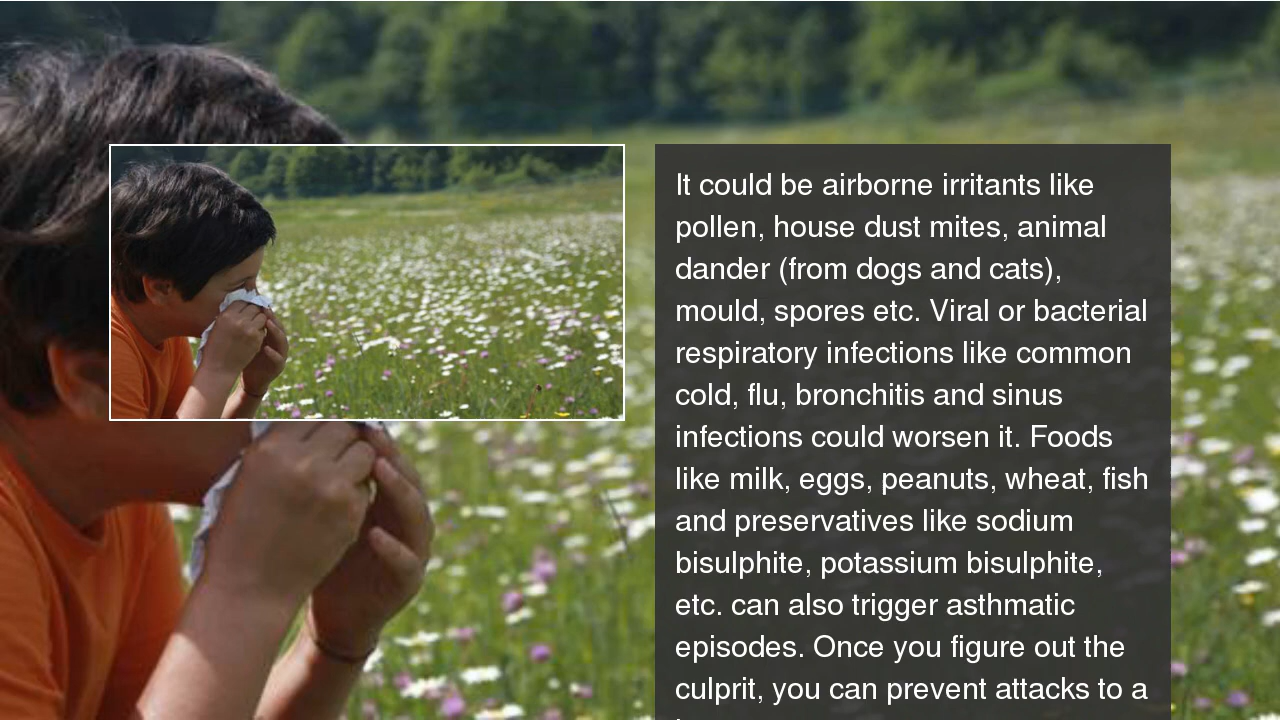 It could be airborne irritants like
pollen, house dust mites, animal
dander (from dogs and cats),
mould, spores etc. Viral or bacterial
respiratory infections like common
cold, flu, bronchitis and sinus
infections could worsen it. Foods
like milk, eggs, peanuts, wheat, fish
and preservatives like sodium
bisulphite, potassium bisulphite,
etc. can also trigger asthmatic
episodes. Once you figure out the
culprit, you can prevent attacks to a